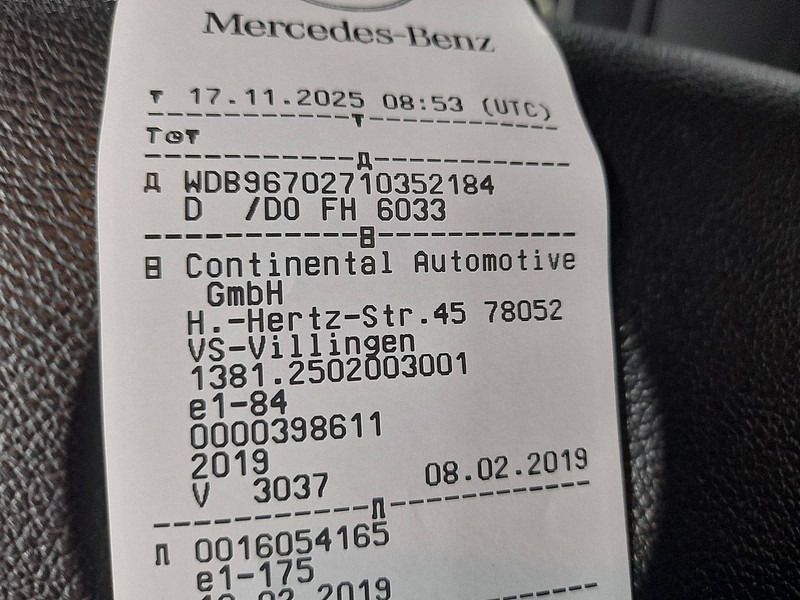 Mercedes-Benz
▼ 17.11.2025 08:53 (UTC)
T⊙▼
WDB96702710352184
D /DO FH 6033
Continental Automotive
GmbH
H.-Hertz-Str.45 78052
VS-Villingen
1381.2502003001
e1-84
0000398611
2019
V 3037 08.02.2019
0016054165
e1-175